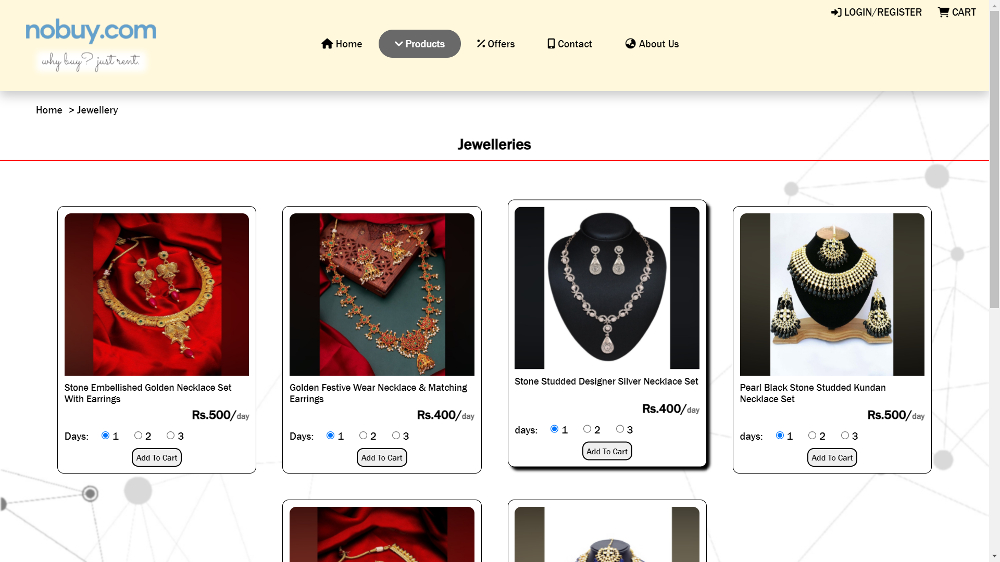 LOGIN/REGISTER CART
nobuy.com
why buy? just rent.
Home Products Offers Contact About Us
Home > Jewellery
Jewelleries
Stone Embellished Golden Necklace Set
With Earrings
Rs.500/day
Days: 1 2 3
Add To Cart
Golden Festive Wear Necklace & Matching
Earrings
Rs.400/day
Days: 1 2 3
Add To Cart
Stone Studded Designer Silver Necklace Set
Rs.400/day
days: 1 2 3
Add To Cart
Pearl Black Stone Studded Kundan
Necklace Set
Rs.500/day
days: 1 2 3
Add To Cart